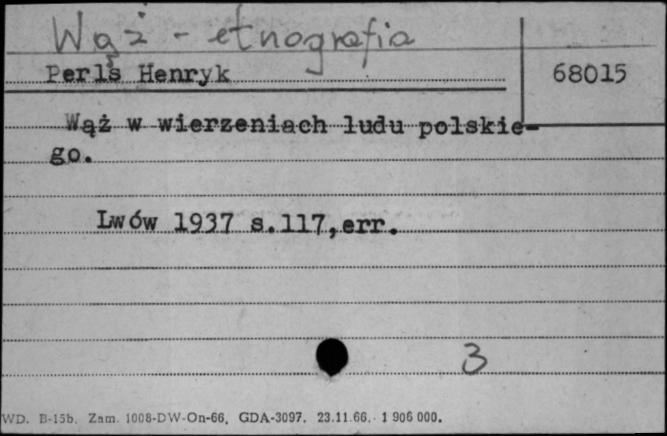 Wąż - etnografia
Perls Henryk 68015
Wąż w wierzeniach ludu polskie-
go.
Lwów 1937 s.117,err.
3
WD. B-15b. Zam. 1008-DW-On-66. GDA-3097. 23.11.66. 1 906 000.